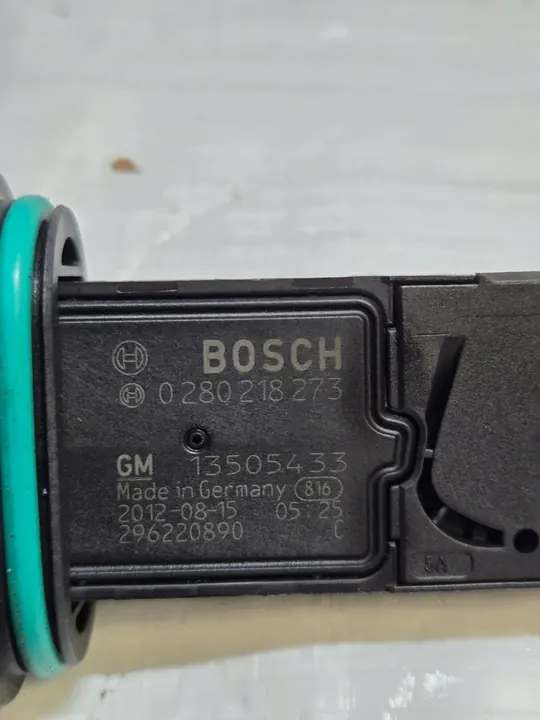 BOSCH
0 280 218 273
GM 13505433
Made in Germany 816
2012-08-15 05:25
296220890 C
5A